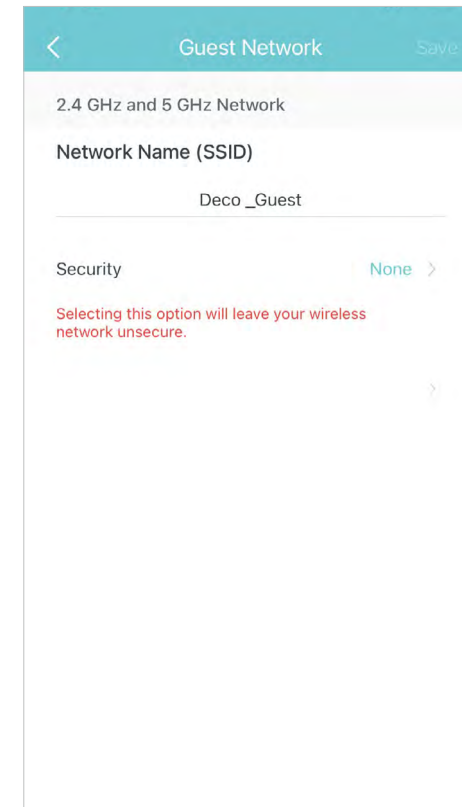 Guest Network
Save
2.4 GHz and 5 GHz Network
Network Name (SSID)
Deco _Guest
Security
None
Selecting this option will leave your wireless
network unsecure.